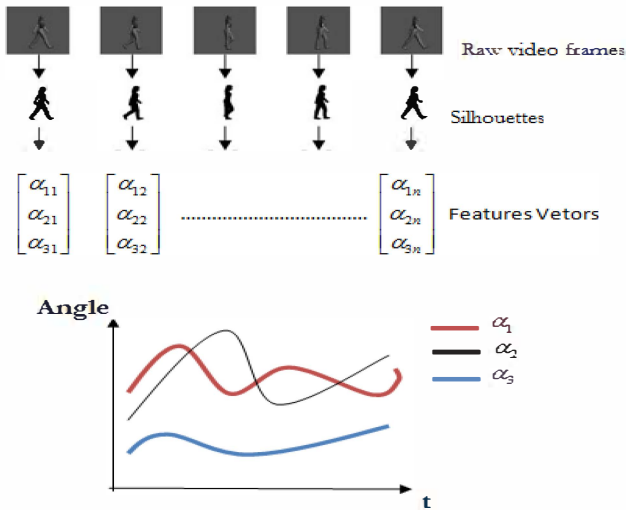 Raw video frames
Silhouettes
α11 α12 α1n
α21 α22 ........................................ α2n Features Vetors
α31 α32 α3n
Angle
α1
α2
α3
t